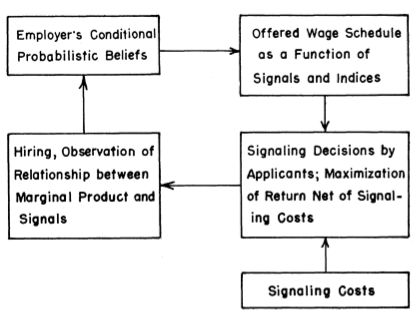 Employer's Conditional
Probabilistic Beliefs
Offered Wage Schedule
as a Function of
Signals and Indices
Hiring, Observation of
Relationship between
Marginal Product and
Signals
Signaling Decisions by
Applicants; Maximization
of Return Net of Signal-
ing Costs
Signaling Costs